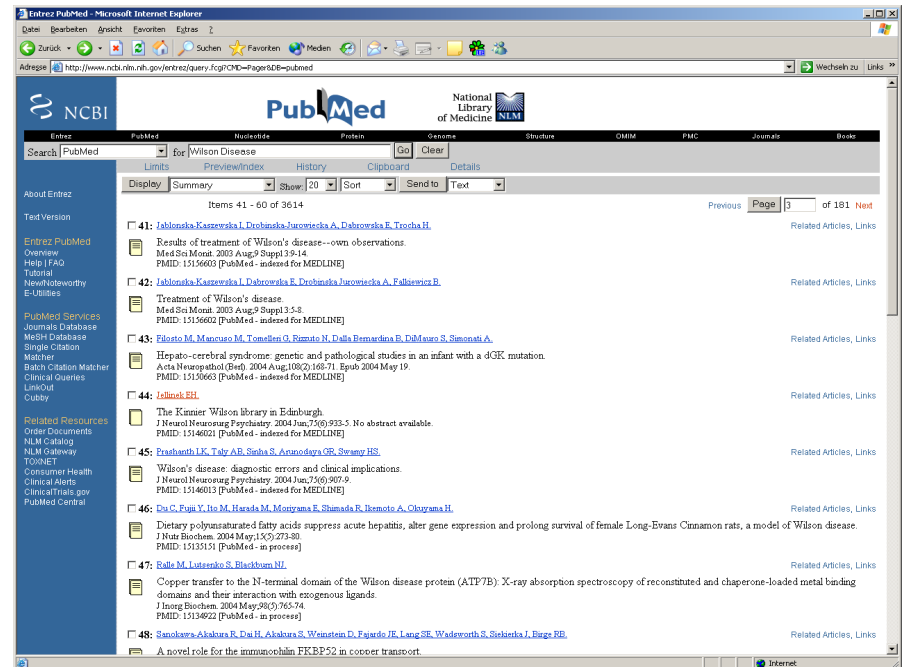 Entrez PubMed - Microsoft Internet Explorer
Datei Bearbeiten Ansicht Favoriten Extras ?
Zurück Suchen Favoriten Medien
Adresse http://www.ncbi.nlm.nih.gov/entrez/query.fcgi?CMD=Pager&DB=pubmed Wechseln zu Links »
NCBI
PubMed
National
Library
of Medicine NLM
Entrez PubMed Nucleotide Protein Genome Structure OMIM PMC Journals Books
Search PubMed for Wilson Disease Go Clear
Limits Preview/Index History Clipboard Details
Display Summary Show: 20 Sort Send to Text
Items 41 - 60 of 3614 Previous Page 3 of 181 Next
About Entrez
Text Version
Entrez PubMed
Overview
Help | FAQ
Tutorial
New/Noteworthy
E-Utilities
PubMed Services
Journals Database
MeSH Database
Single Citation
Matcher
Batch Citation Matcher
Clinical Queries
LinkOut
Cubby
Related Resources
Order Documents
NLM Catalog
NLM Gateway
TOXNET
Consumer Health
Clinical Alerts
ClinicalTrials.gov
PubMed Central
41: Jablonska-Kaszewska I, Drobinska-Jurowiecka A, Dabrowska E, Trocha H. Related Articles, Links
Results of treatment of Wilson's disease--own observations.
Med Sci Monit. 2003 Aug;9 Suppl 3:9-14.
PMID: 15156603 [PubMed - indexed for MEDLINE]
42: Jablonska-Kaszewska I, Dabrowska E, Drobinska Jurowiecka A, Falkiewicz B. Related Articles, Links
Treatment of Wilson's disease.
Med Sci Monit. 2003 Aug;9 Suppl 3:5-8.
PMID: 15156602 [PubMed - indexed for MEDLINE]
43: Filosto M, Mancuso M, Tomelleri G, Rizzuto N, Dalla Bernardina B, DiMauro S, Simonati A. Related Articles, Links
Hepato-cerebral syndrome: genetic and pathological studies in an infant with a dGK mutation.
Acta Neuropathol (Berl). 2004 Aug;108(2):168-71. Epub 2004 May 19.
PMID: 15150663 [PubMed - indexed for MEDLINE]
44: Jellinek EH. Related Articles, Links
The Kinnier Wilson library in Edinburgh.
J Neurol Neurosurg Psychiatry. 2004 Jun;75(6):933-5. No abstract available.
PMID: 15146021 [PubMed - indexed for MEDLINE]
45: Prashanth LK, Taly AB, Sinha S, Arunodaya GR, Swamy HS. Related Articles, Links
Wilson's disease: diagnostic errors and clinical implications.
J Neurol Neurosurg Psychiatry. 2004 Jun;75(6):907-9.
PMID: 15146013 [PubMed - indexed for MEDLINE]
46: Du C, Fujii Y, Ito M, Harada M, Moriyama E, Shimada R, Ikemoto A, Okuyama H. Related Articles, Links
Dietary polyunsaturated fatty acids suppress acute hepatitis, alter gene expression and prolong survival of female Long-Evans Cinnamon rats, a model of Wilson disease.
J Nutr Biochem. 2004 May;15(5):273-80.
PMID: 15135151 [PubMed - in process]
47: Ralle M, Lutsenko S, Blackburn NJ. Related Articles, Links
Copper transfer to the N-terminal domain of the Wilson disease protein (ATP7B): X-ray absorption spectroscopy of reconstituted and chaperone-loaded metal binding
domains and their interaction with exogenous ligands.
J Inorg Biochem. 2004 May;98(5):765-74.
PMID: 15134922 [PubMed - in process]
48: Sanokawa-Akakura R, Dai H, Akakura S, Weinstein D, Fajardo JE, Lang SE, Wadsworth S, Siekierka J, Birge RB. Related Articles, Links
A novel role for the immunophilin FKBP52 in copper transport.
Internet